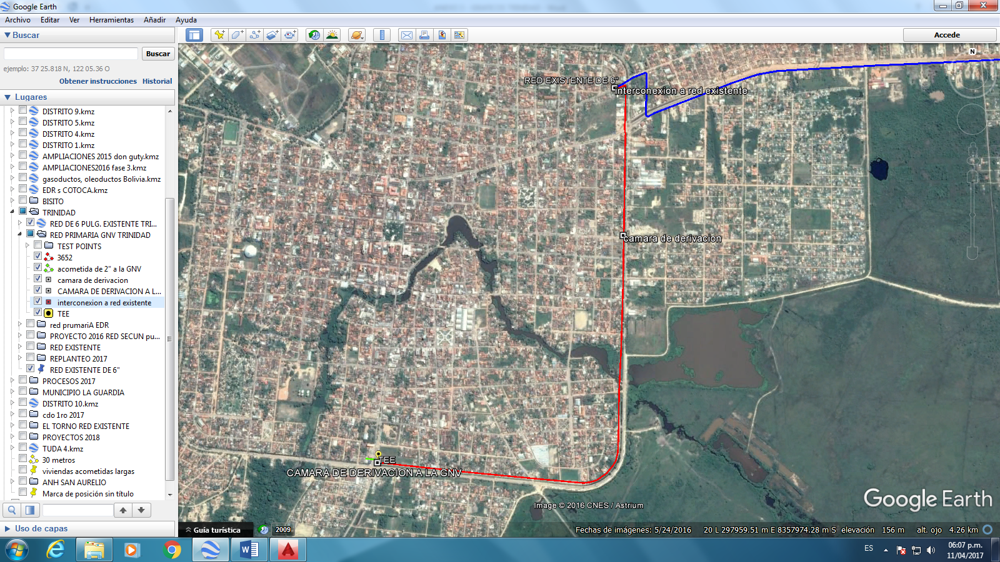 Google Earth
Archivo Editar Ver Herramientas Añadir Ayuda
Buscar
Buscar
ejemplo: 37 25.818 N, 122 05.36 O
Obtener instrucciones Historial
Lugares
DISTRITO 9.kmz
DISTRITO 5.kmz
DISTRITO 4.kmz
DISTRITO 1.kmz
AMPLIACIONES 2015 don guty.kmz
AMPLIACIONES2016 fase 3.kmz
gasoductos, oleoductos Bolivia.kmz
EDR s COTOCA.kmz
BISITO
TRINIDAD
RED DE 6 PULG. EXISTENTE TRI...
RED PRIMARIA GNV TRINIDAD
TEST POINTS
3652
acometida de 2" a la GNV
camara de derivacion
CAMARA DE DERIVACION A L...
interconexion a red existente
TEE
red prumariA EDR
PROYECTO 2016 RED SECUN pu...
RED EXISTENTE
REPLANTEO 2017
RED EXISTENTE DE 6"
PROCESOS 2017
MUNICIPIO LA GUARDIA
DISTRITO 10.kmz
cdo 1ro 2017
EL TORNO RED EXISTENTE
PROYECTOS 2018
TUDA 4.kmz
30 metros
viviendas acometidas largas
ANH SAN AURELIO
Marca de posición sin título
Uso de capas
Accede
N
RED EXISTENTE DE 6"
interconexion a red existente
camara de derivacion
TEE
CAMARA DE DERIVACION A LA GNV
Image © 2016 CNES / Astrium
Google Earth
Guía turística
2009
Fechas de imágenes: 5/24/2016 20 L 297959.51 m E 8357974.28 m S elevación 156 m alt. ojo 4.26 km
ES
06:07 p.m.
11/04/2017